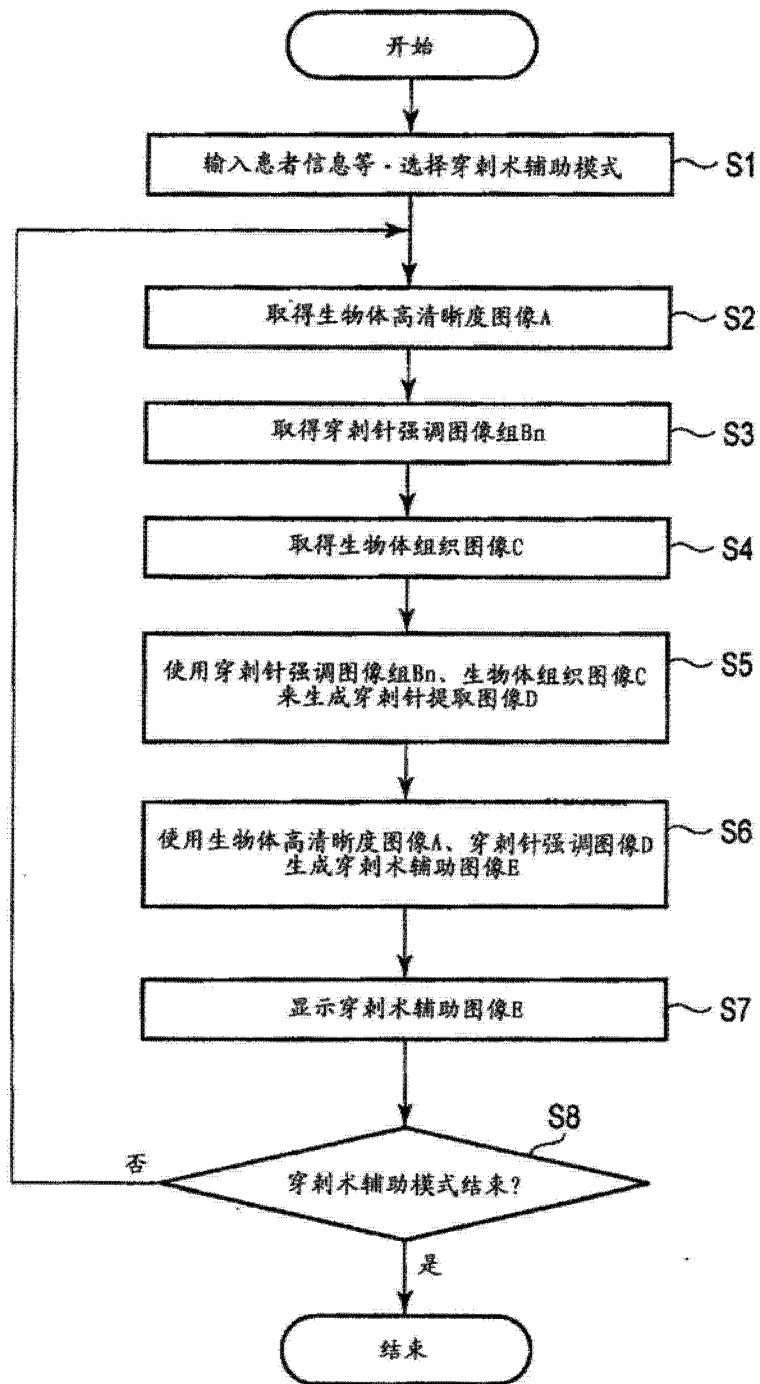 开始
输入患者信息等·选择穿刺术辅助模式
S1
取得生物体高清晰度图像A
S2
取得穿刺针强调图像组Bn
S3
取得生物体组织图像C
S4
使用穿刺针强调图像组Bn、生物体组织图像C
来生成穿刺针提取图像D
S5
使用生物体高清晰度图像A、穿刺针强调图像D
生成穿刺术辅助图像E
S6
显示穿刺术辅助图像E
S7
S8
否
穿刺术辅助模式结束?
是
结束